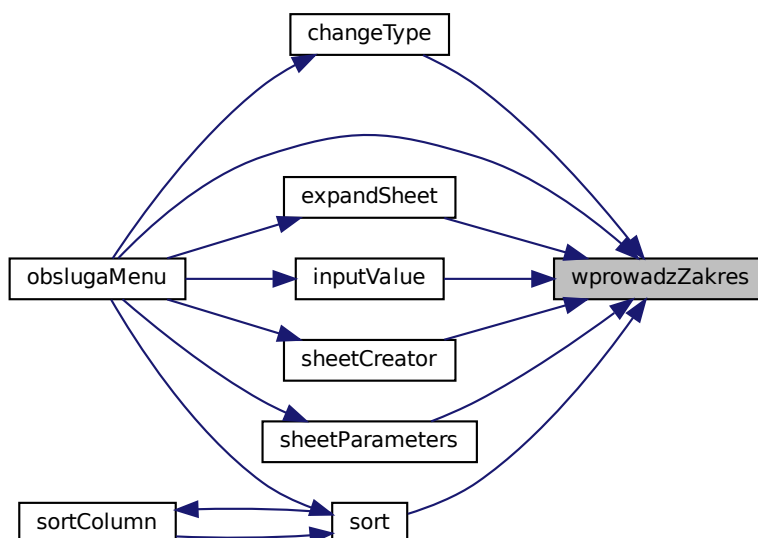 changeType
expandSheet
obslugaMenu
inputValue
wprowadzZakres
sheetCreator
sheetParameters
sortColumn
sort